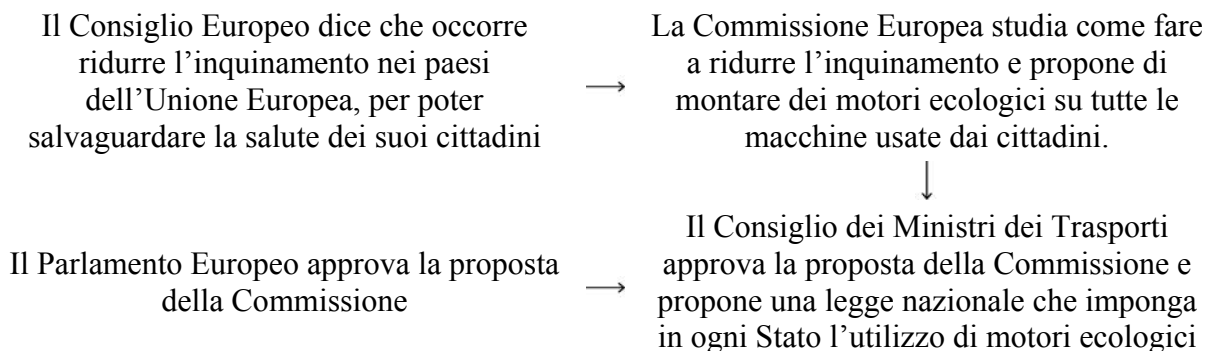 Il Consiglio Europeo dice che occorre
ridurre l’inquinamento nei paesi
dell’Unione Europea, per poter
salvaguardare la salute dei suoi cittadini
→
La Commissione Europea studia come fare
a ridurre l’inquinamento e propone di
montare dei motori ecologici su tutte le
macchine usate dai cittadini.
↓
Il Parlamento Europeo approva la proposta
della Commissione
→
Il Consiglio dei Ministri dei Trasporti
approva la proposta della Commissione e
propone una legge nazionale che imponga
in ogni Stato l’utilizzo di motori ecologici